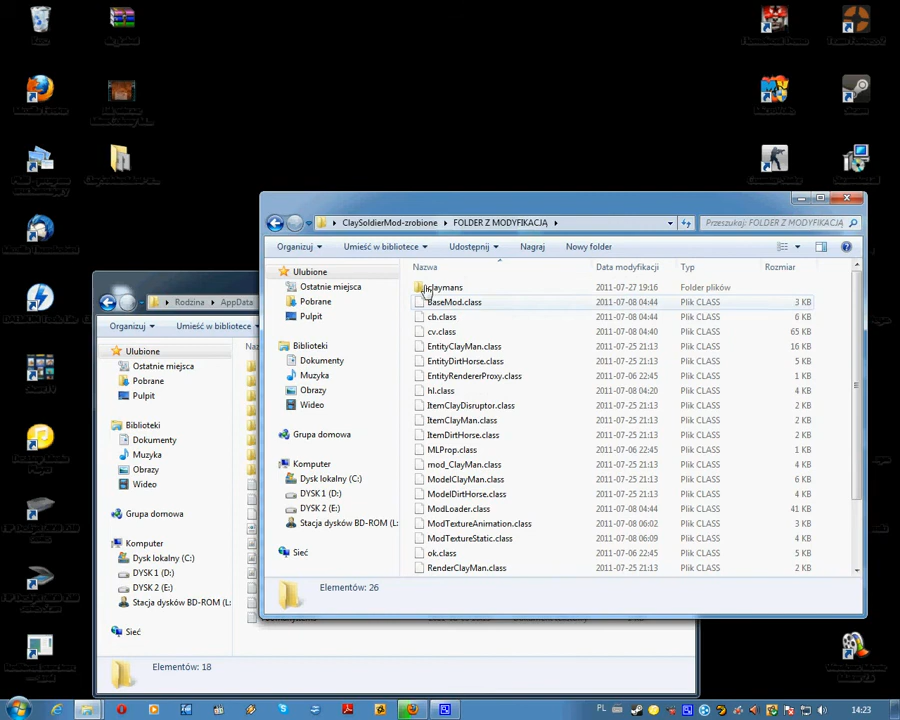 ClaySoldierMod-zrobione
FOLDER Z MODYFIKACJĄ
Przeszukaj: FOLDER Z MODYFIKACJĄ
Organizuj
Umieść w bibliotece
Udostępnij
Nagraj
New folder
Ulubione
Ostatnie miejsca
Pobrane
Pulpit
Biblioteki
Dokumenty
Muzyka
Obrazy
Wideo
Grupa domowa
Komputer
Dysk lokalny (C:)
DYSK 1 (D:)
DYSK 2 (E:)
Stacja dysków BD-ROM (L:
Sieć
Nazwa
Data modyfikacji
Typ
Rozmiar
claymans 2011-07-27 19:16 Folder plików
BaseMod.class 2011-07-08 04:44 Plik CLASS 3 KB
cb.class 2011-07-08 04:44 Plik CLASS 6 KB
cv.class 2011-07-08 04:40 Plik CLASS 65 KB
EntityClayMan.class 2011-07-25 21:13 Plik CLASS 16 KB
EntityDirtHorse.class 2011-07-25 21:13 Plik CLASS 5 KB
EntityRendererProxy.class 2011-07-06 22:45 Plik CLASS 1 KB
hl.class 2011-07-08 04:20 Plik CLASS 4 KB
ItemClayDisruptor.class 2011-07-25 21:13 Plik CLASS 2 KB
ItemClayMan.class 2011-07-25 21:13 Plik CLASS 2 KB
ItemDirtHorse.class 2011-07-25 21:13 Plik CLASS 2 KB
MLProp.class 2011-07-06 22:45 Plik CLASS 1 KB
mod_ClayMan.class 2011-07-25 21:13 Plik CLASS 4 KB
ModelClayMan.class 2011-07-25 21:13 Plik CLASS 6 KB
ModelDirtHorse.class 2011-07-25 21:13 Plik CLASS 4 KB
ModLoader.class 2011-07-08 04:44 Plik CLASS 41 KB
ModTextureAnimation.class 2011-07-08 06:02 Plik CLASS 3 KB
ModTextureStatic.class 2011-07-08 06:09 Plik CLASS 4 KB
ok.class 2011-07-06 22:45 Plik CLASS 5 KB
RenderClayMan.class 2011-07-25 21:13 Plik CLASS 2 KB
Elementów: 26
Rodzina
AppData
Organizuj
Umieść w bibliotece
Ulubione
Ostatnie miejsca
Pobrane
Pulpit
Biblioteki
Dokumenty
Muzyka
Obrazy
Wideo
Grupa domowa
Komputer
Dysk lokalny (C:)
DYSK 1 (D:)
DYSK 2 (E:)
Stacja dysków BD-ROM (L:
Sieć
Elementów: 18
PL
14:23